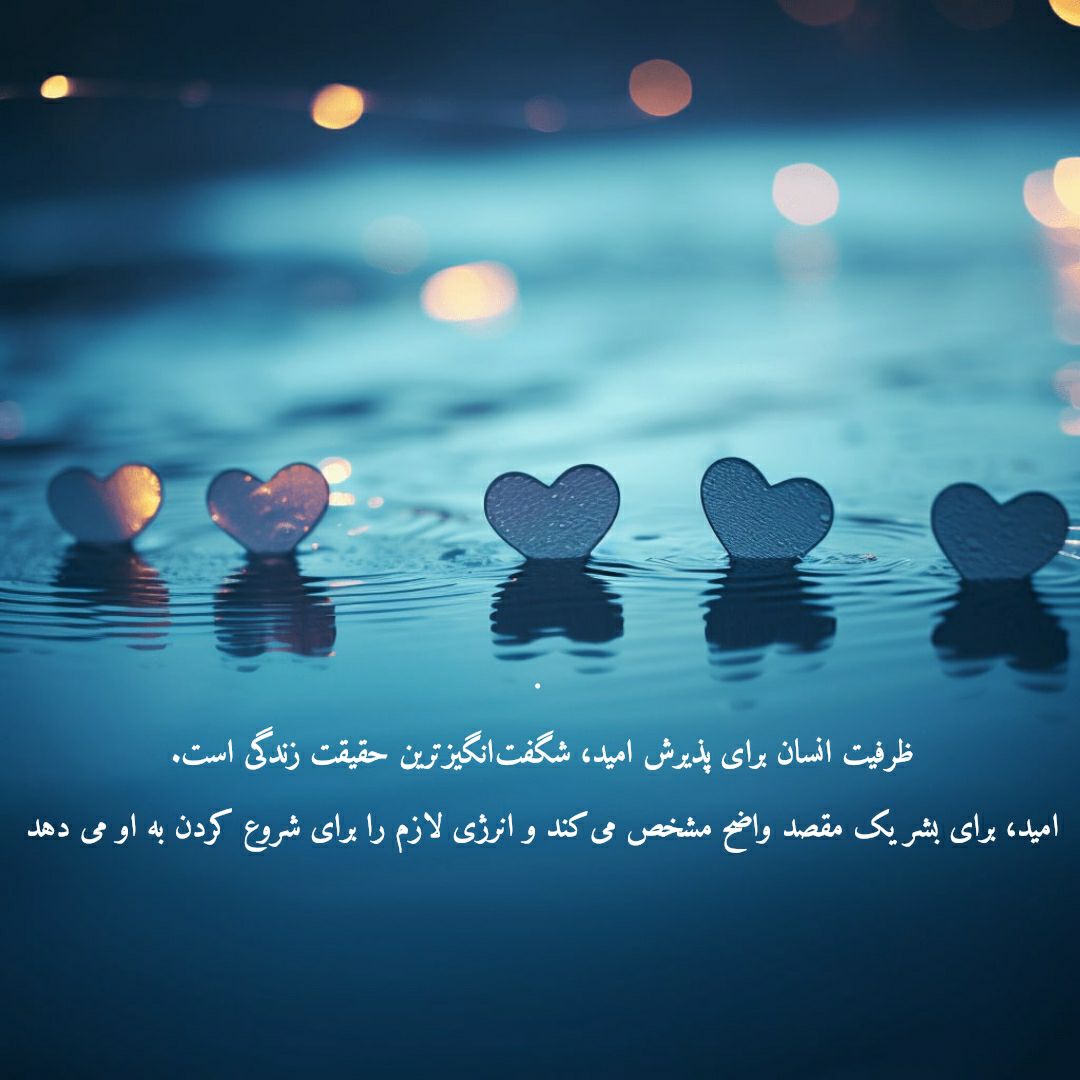 .
ظرفیت انسان برای پذیرش امید، شگفت‌انگیزترین حقیقت زندگی است.
امید، برای بشر یک مقصد واضح مشخص می کند و انرژی لازم را برای شروع کردن به او می دهد